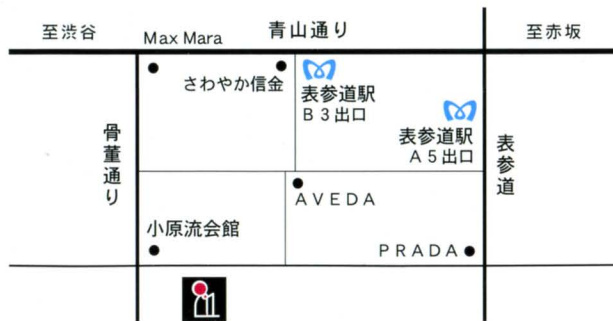 至渋谷
Max Mara
青山通り
至赤坂
さわやか信金
表参道駅
B3出口
表参道駅
A5出口
骨董通り
表参道
AVEDA
小原流会館
PRADA